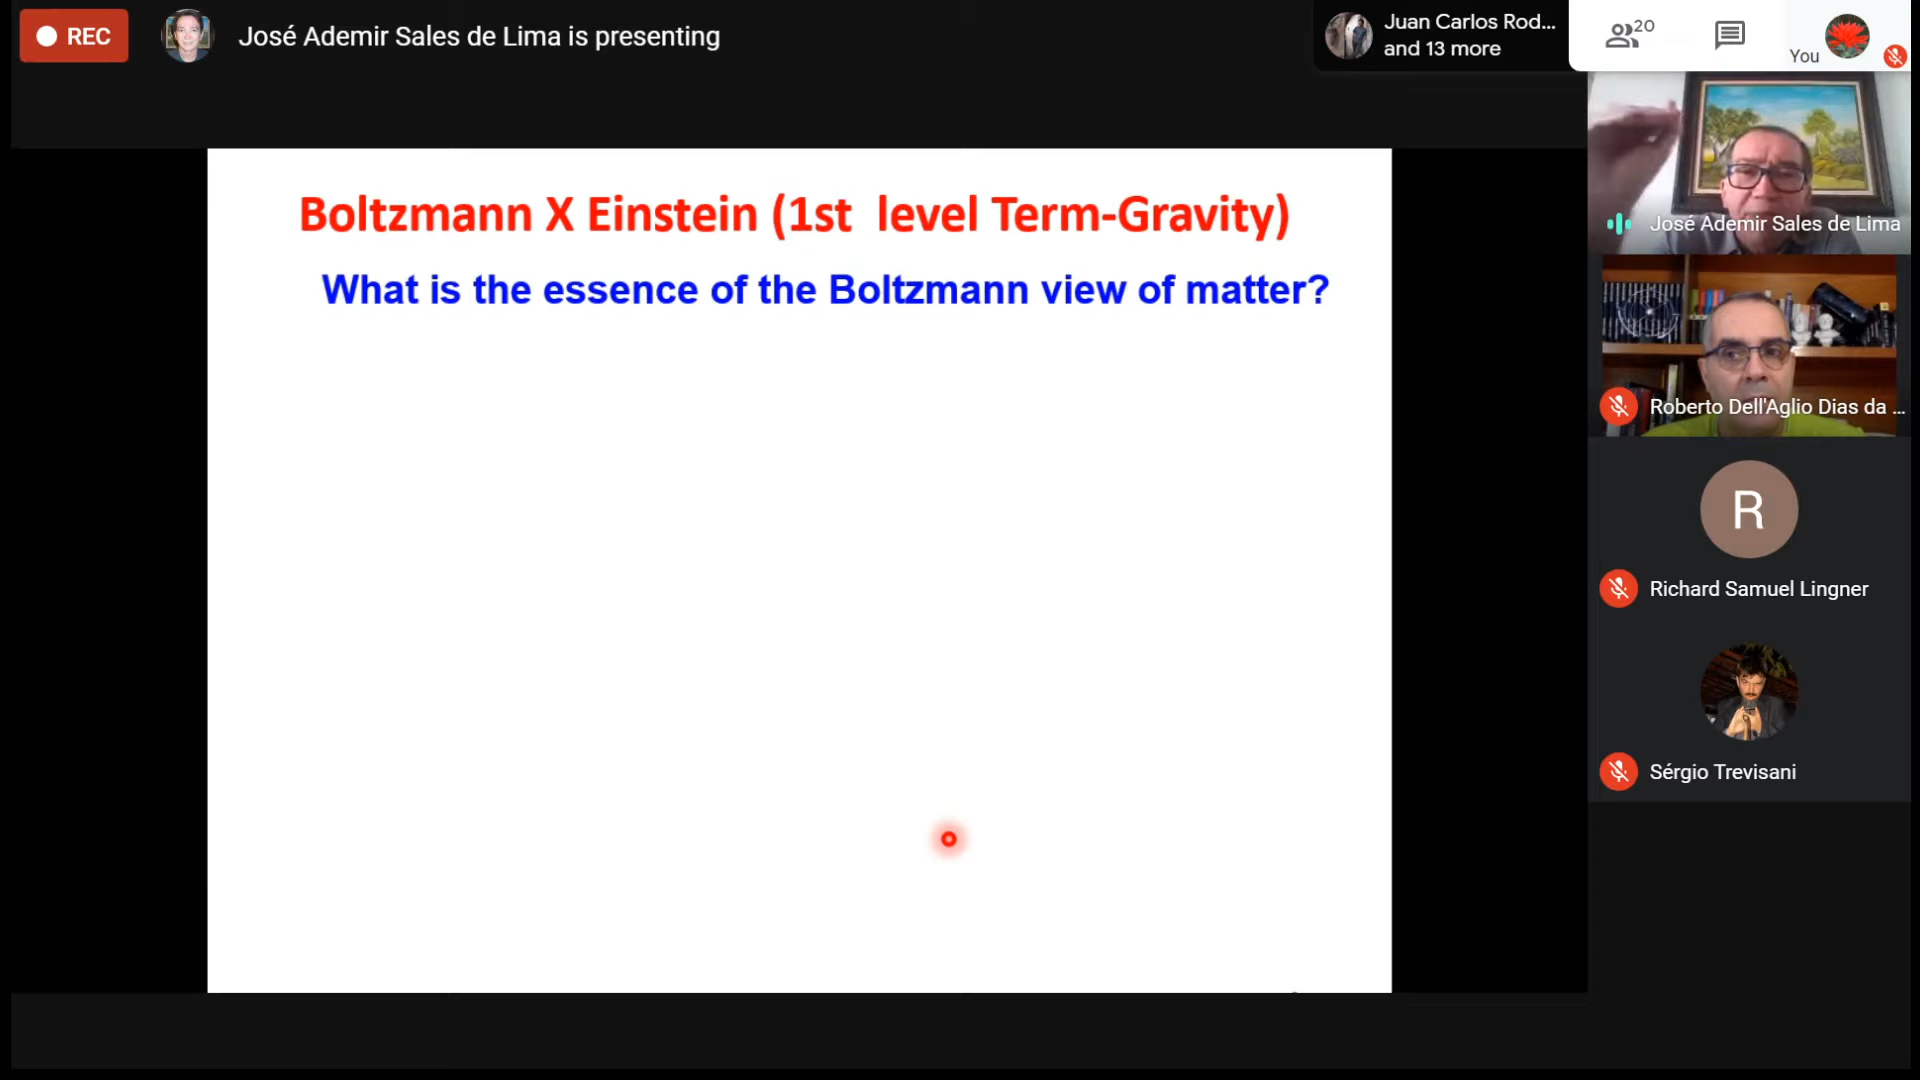 REC
José Ademir Sales de Lima is presenting
Juan Carlos Rod...
and 13 more
20
You
Boltzmann X Einstein (1st level Term-Gravity)
What is the essence of the Boltzmann view of matter?
José Ademir Sales de Lima
Roberto Dell'Aglio Dias da ...
R
Richard Samuel Lingner
Sérgio Trevisani